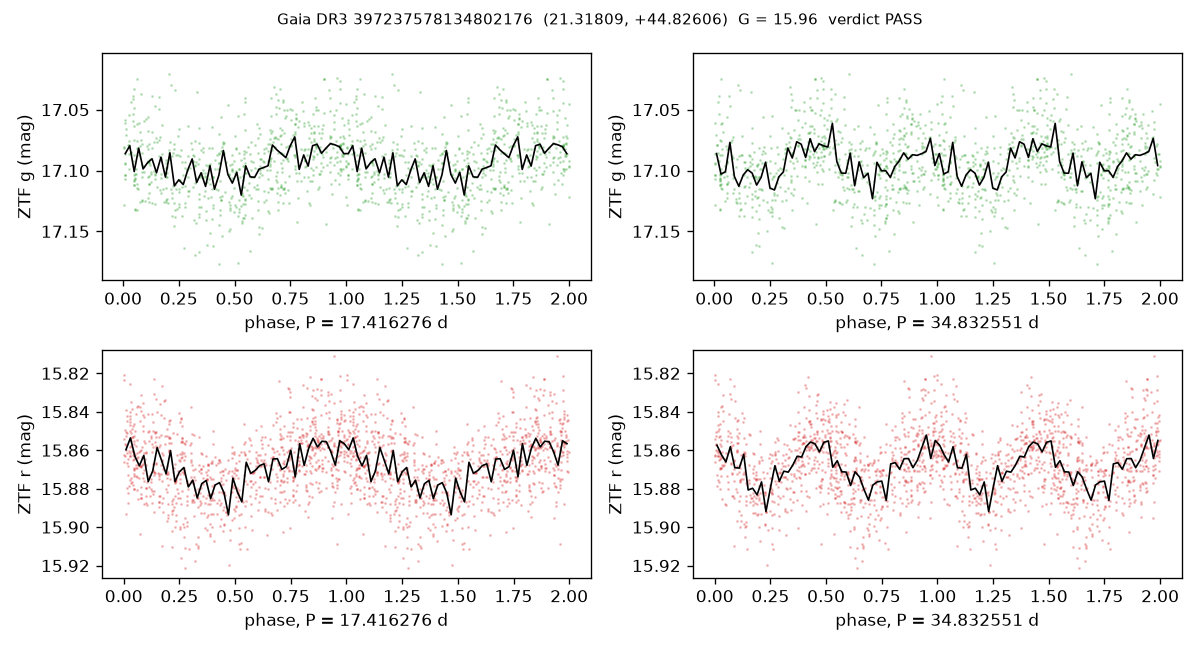 Gaia DR3 397237578134802176 (21.31809, +44.82606) G = 15.96 verdict PASS
ZTF g (mag)
17.05
17.10
17.15
0.00 0.25 0.50 0.75 1.00 1.25 1.50 1.75 2.00
phase, P = 17.416276 d
ZTF g (mag)
17.05
17.10
17.15
0.00 0.25 0.50 0.75 1.00 1.25 1.50 1.75 2.00
phase, P = 34.832551 d
ZTF r (mag)
15.82
15.84
15.86
15.88
15.90
15.92
0.00 0.25 0.50 0.75 1.00 1.25 1.50 1.75 2.00
phase, P = 17.416276 d
ZTF r (mag)
15.82
15.84
15.86
15.88
15.90
15.92
0.00 0.25 0.50 0.75 1.00 1.25 1.50 1.75 2.00
phase, P = 34.832551 d